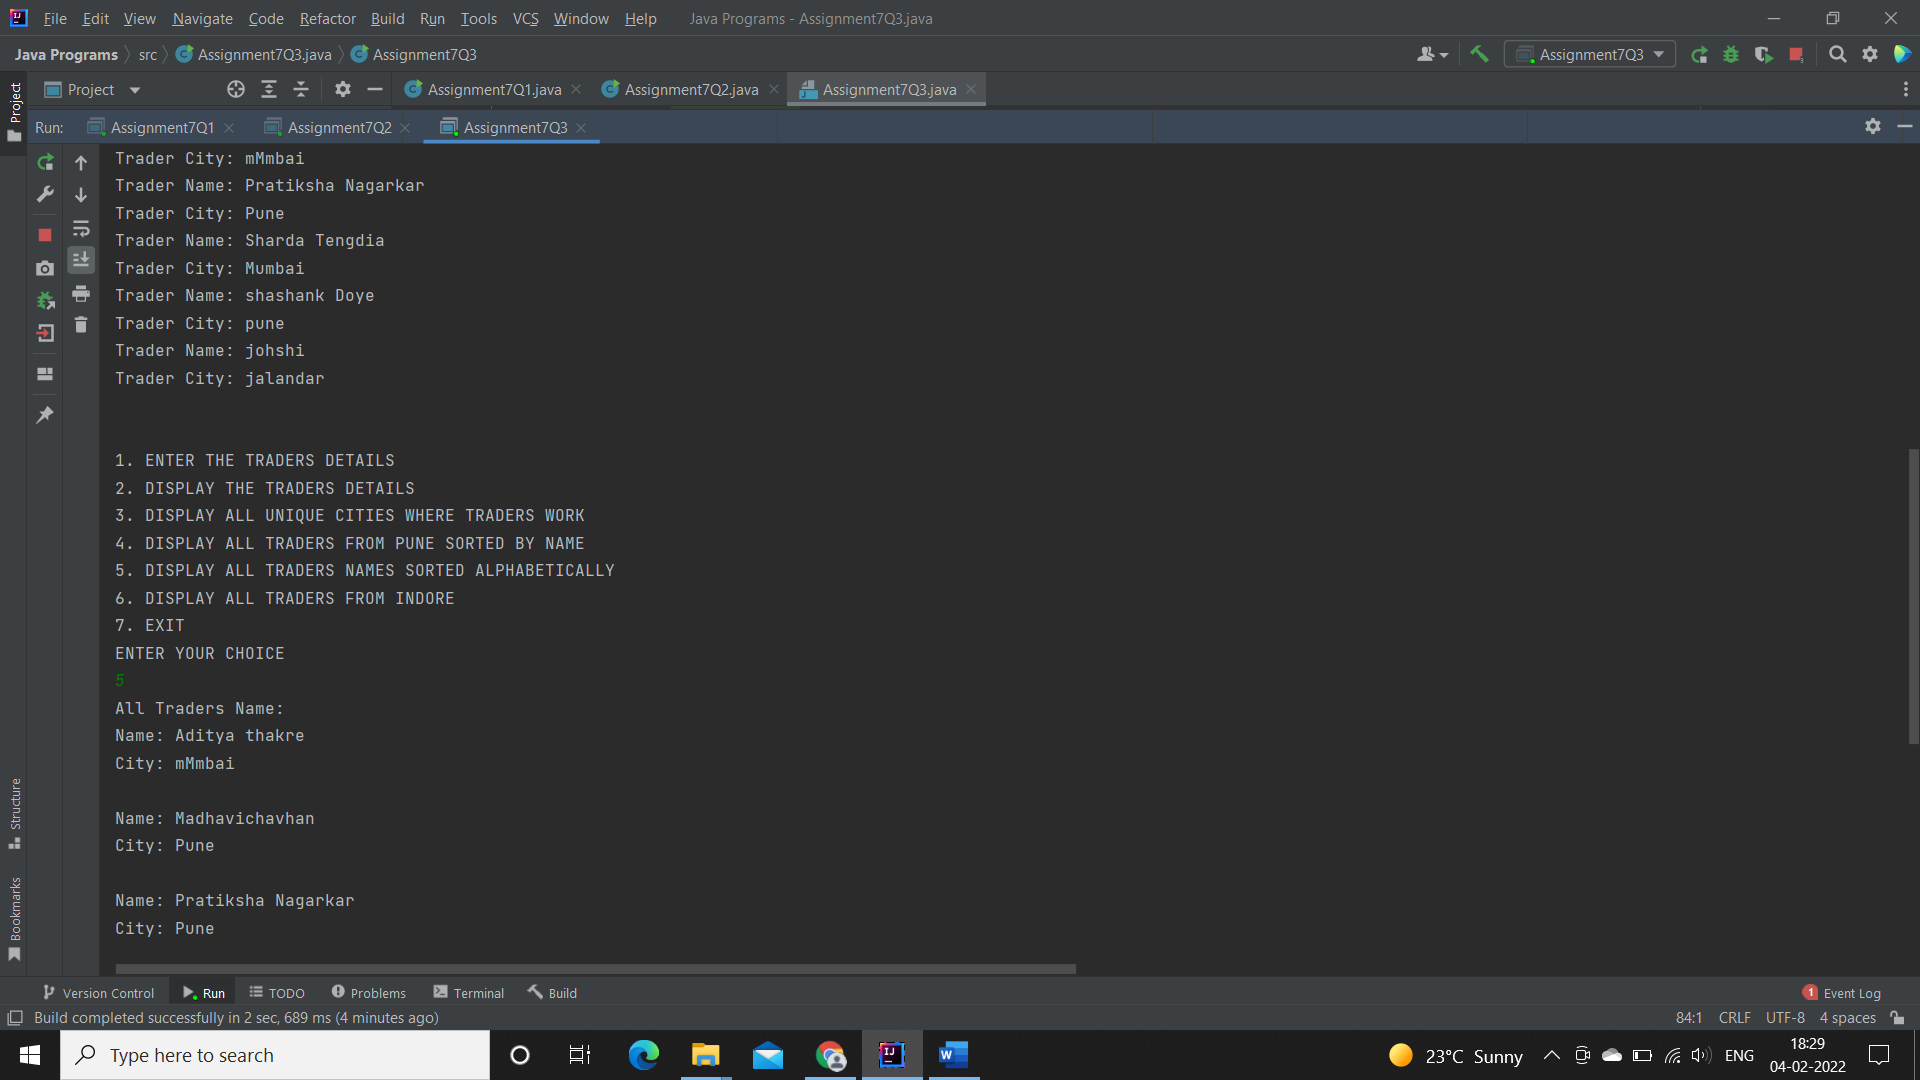 File Edit View Navigate Code Refactor Build Run Tools VCS Window Help Java Programs - Assignment7Q3.java
Java Programs src Assignment7Q3.java Assignment7Q3 Assignment7Q3
Project Project Assignment7Q1.java Assignment7Q2.java Assignment7Q3.java
Run: Assignment7Q1 Assignment7Q2 Assignment7Q3
Trader City: mMmbai
Trader Name: Pratiksha Nagarkar
Trader City: Pune
Trader Name: Sharda Tengdia
Trader City: Mumbai
Trader Name: shashank Doye
Trader City: pune
Trader Name: johshi
Trader City: jalandar
1. ENTER THE TRADERS DETAILS
2. DISPLAY THE TRADERS DETAILS
3. DISPLAY ALL UNIQUE CITIES WHERE TRADERS WORK
4. DISPLAY ALL TRADERS FROM PUNE SORTED BY NAME
5. DISPLAY ALL TRADERS NAMES SORTED ALPHABETICALLY
6. DISPLAY ALL TRADERS FROM INDORE
7. EXIT
ENTER YOUR CHOICE
5
All Traders Name:
Name: Aditya thakre
City: mMmbai
Name: Madhavichavhan
City: Pune
Name: Pratiksha Nagarkar
City: Pune
Structure
Bookmarks
Version Control Run TODO Problems Terminal Build 1 Event Log
Build completed successfully in 2 sec, 689 ms (4 minutes ago) 84:1 CRLF UTF-8 4 spaces
Type here to search 23°C Sunny ENG 18:29
04-02-2022